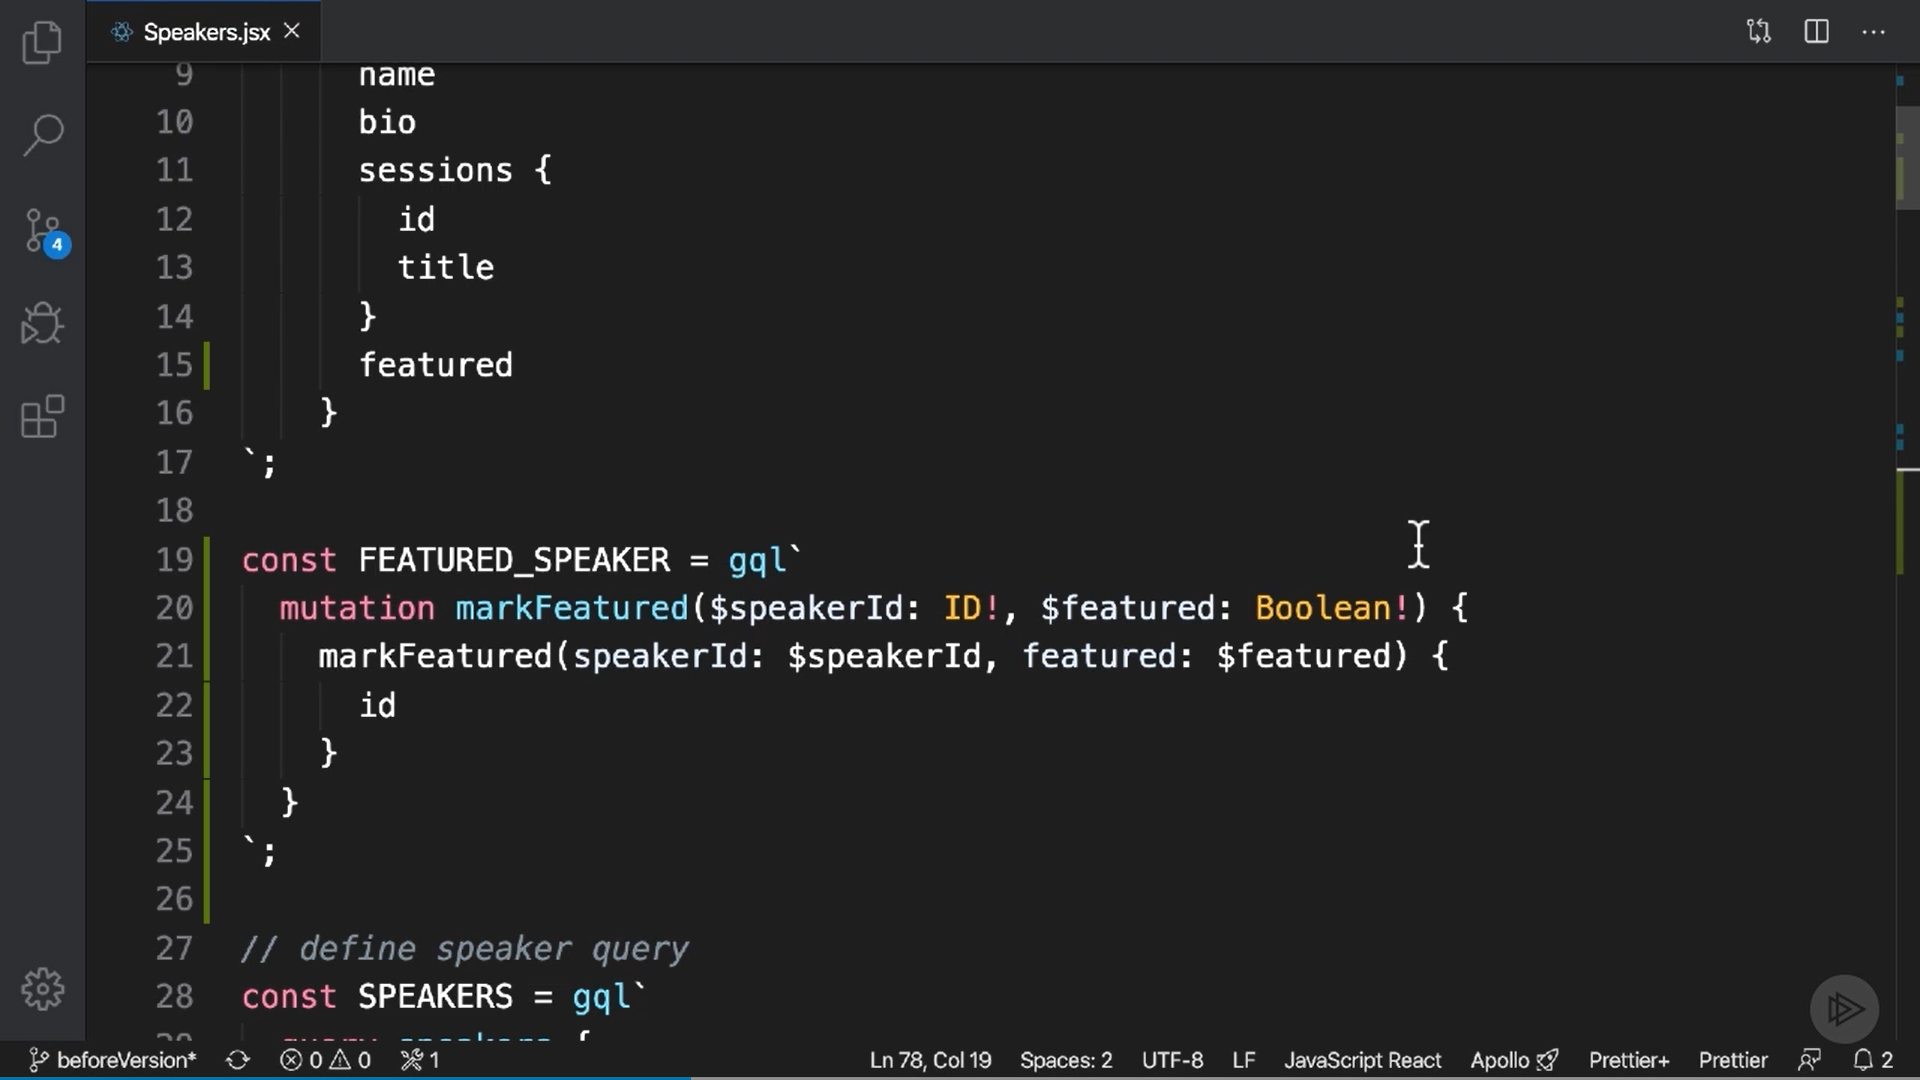 Speakers.jsx
9 name
10 bio
11 sessions {
12 id
13 title
14 }
15 featured
16 }
17 `;
18
19 const FEATURED_SPEAKER = gql`
20 mutation markFeatured($speakerId: ID!, $featured: Boolean!) {
21 markFeatured(speakerId: $speakerId, featured: $featured) {
22 id
23 }
24 }
25 `;
26
27 // define speaker query
28 const SPEAKERS = gql`
query speakers {
4
beforeVersion* 0 0 1 Ln 78, Col 19 Spaces: 2 UTF-8 LF JavaScript React Apollo Prettier+ Prettier 2